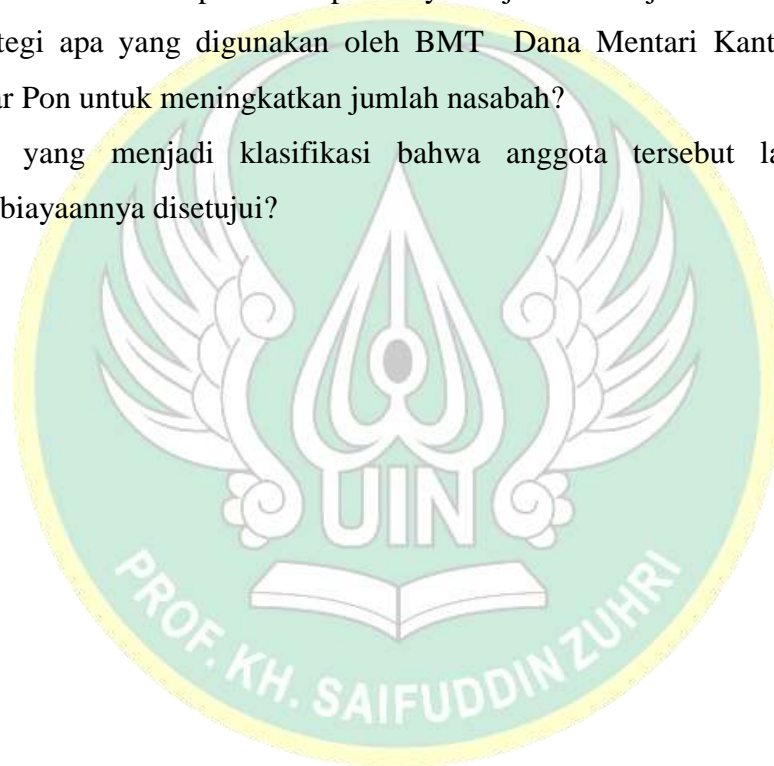 tegi apa yang digunakan oleh BMT Dana Mentari Kant
ar Pon untuk meningkatkan jumlah nasabah?
yang menjadi klasifikasi bahwa anggota tersebut la
biayaannya disetujui?
UIN
PROF. KH. SAIFUDDIN ZUHRI